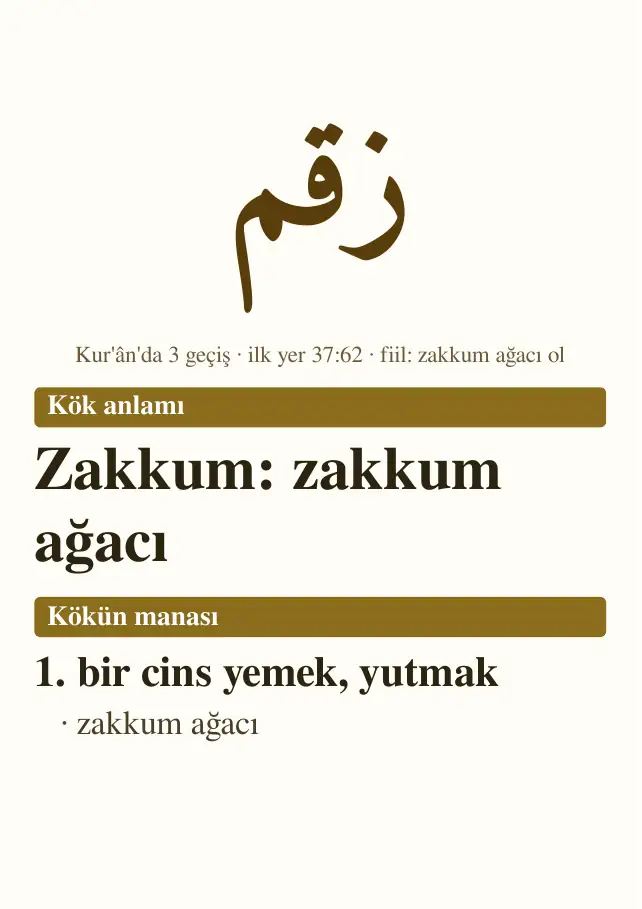 زقم
Kur'ân'da 3 geçiş · ilk yer 37:62 · fiil: zakkum ağacı ol
Kök anlamı
Zakkum: zakkum
ağacı
Kökün manası
1. bir cins yemek, yutmak
· zakkum ağacı